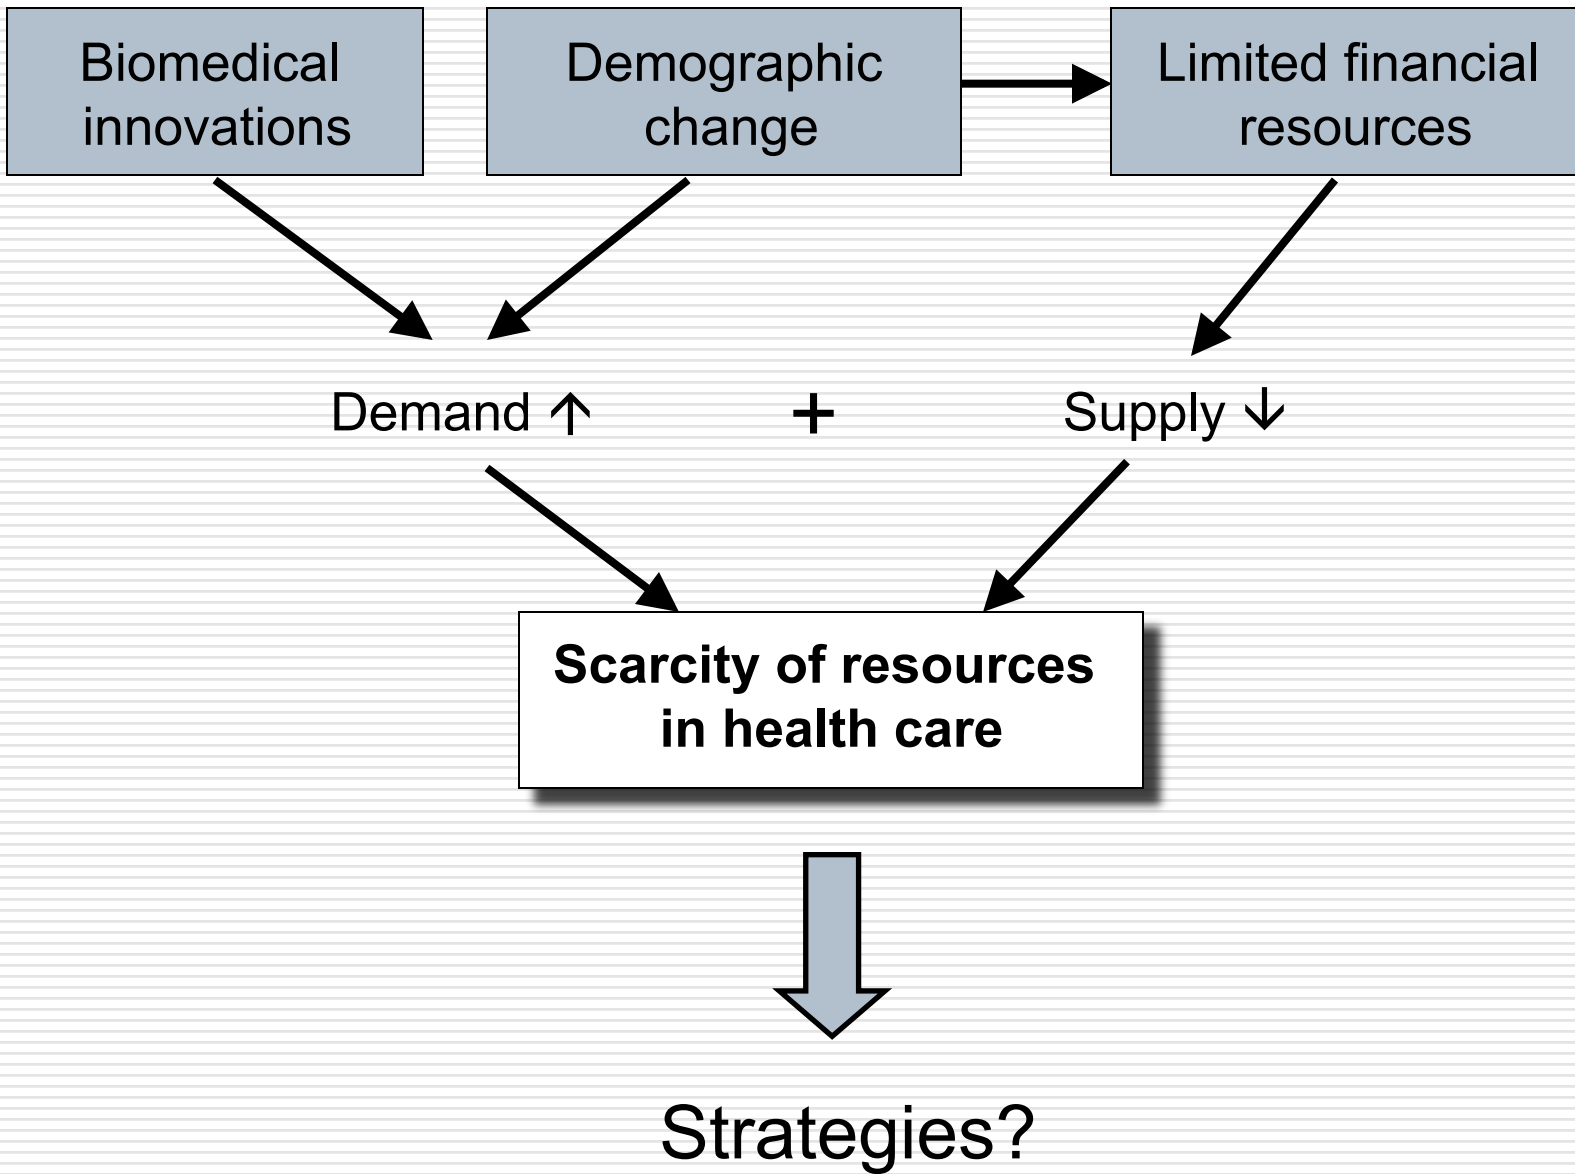 Biomedical
innovations
Demographic
change
Limited financial
resources
Demand ↑
+
Supply ↓
Scarcity of resources
in health care
Strategies?